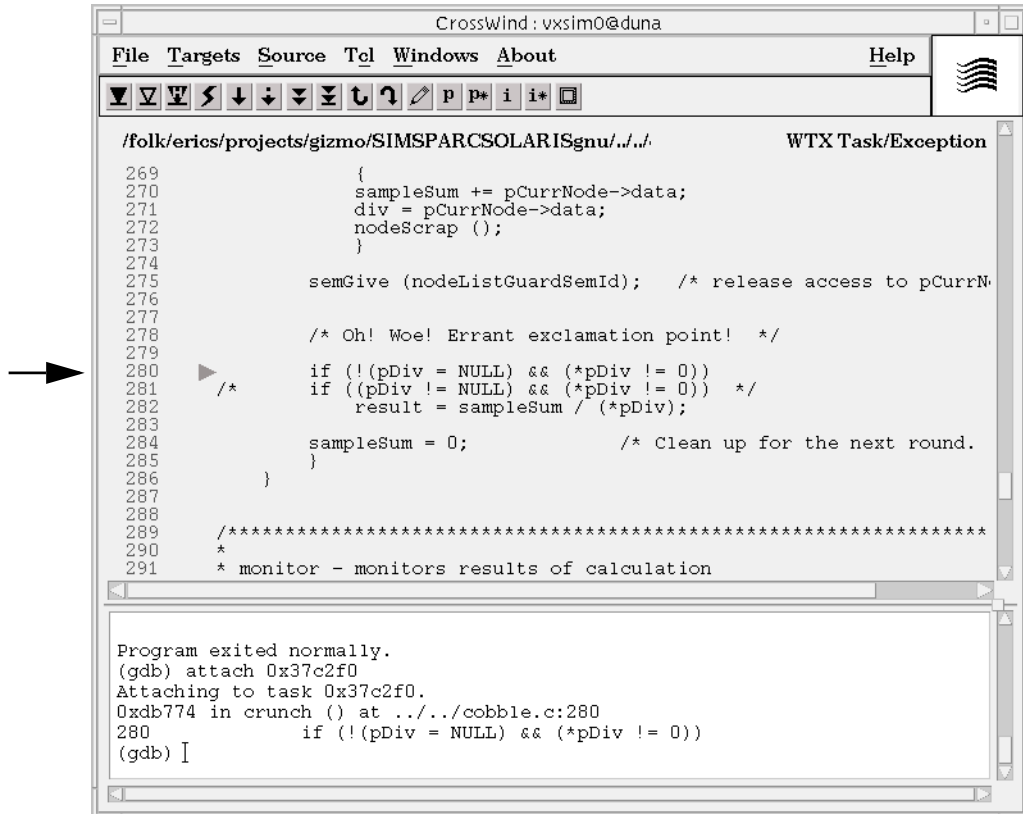 CrossWind : vxsim0@duna
File Targets Source Tcl Windows About Help
p p* i i*
/folk/erics/projects/gizmo/SIMSPARCSOLARISgnu/../../. WTX Task/Exception
269 {
270 sampleSum += pCurrNode->data;
271 div = pCurrNode->data;
272 nodeScrap ();
273 }
274
275 semGive (nodeListGuardSemId); /* release access to pCurrN
276
277
278 /* Oh! Woe! Errant exclamation point! */
279
280 if (!(pDiv = NULL) && (*pDiv != 0))
281 /* if ((pDiv != NULL) && (*pDiv != 0)) */
282 result = sampleSum / (*pDiv);
283
284 sampleSum = 0; /* Clean up for the next round.
285 }
286 }
287
288
289 /******************************************************************
290 *
291 * monitor - monitors results of calculation
Program exited normally.
(gdb) attach 0x37c2f0
Attaching to task 0x37c2f0.
0xdb774 in crunch () at ../../cobble.c:280
280 if (!(pDiv = NULL) && (*pDiv != 0))
(gdb)